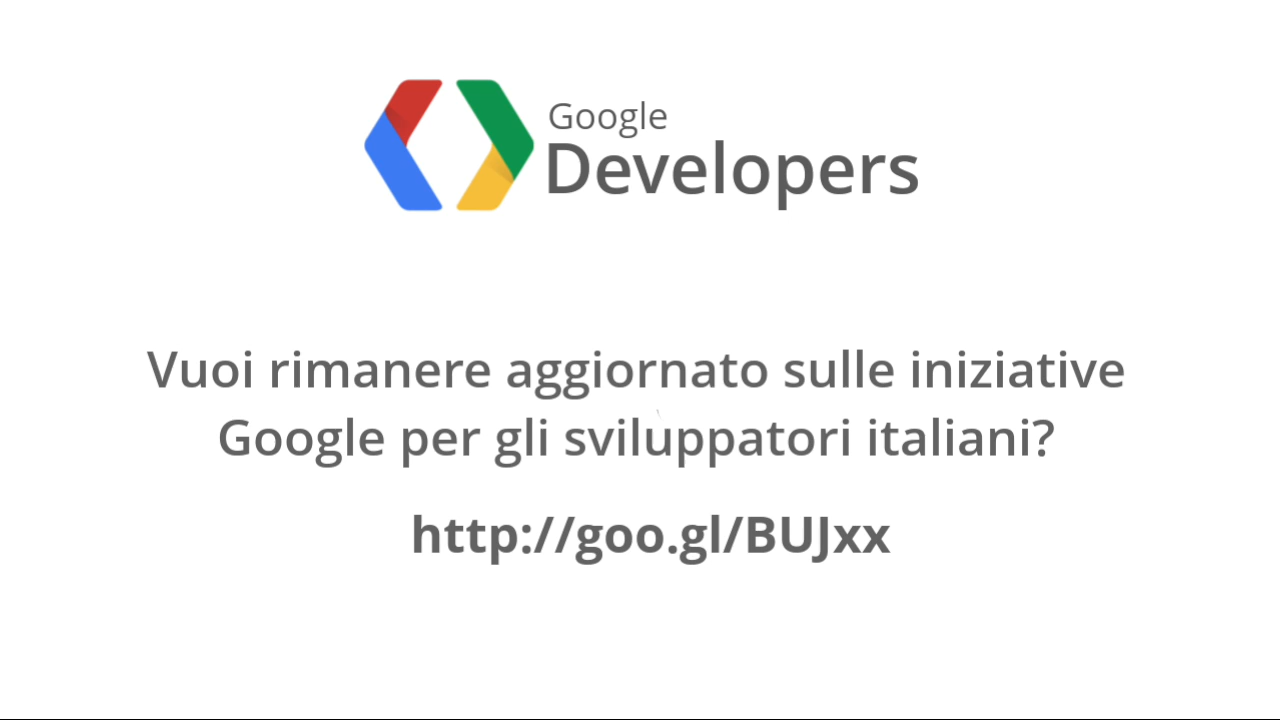 Google
Developers
Vuoi rimanere aggiornato sulle iniziative
Google per gli sviluppatori italiani?
http://goo.gl/BUJxx